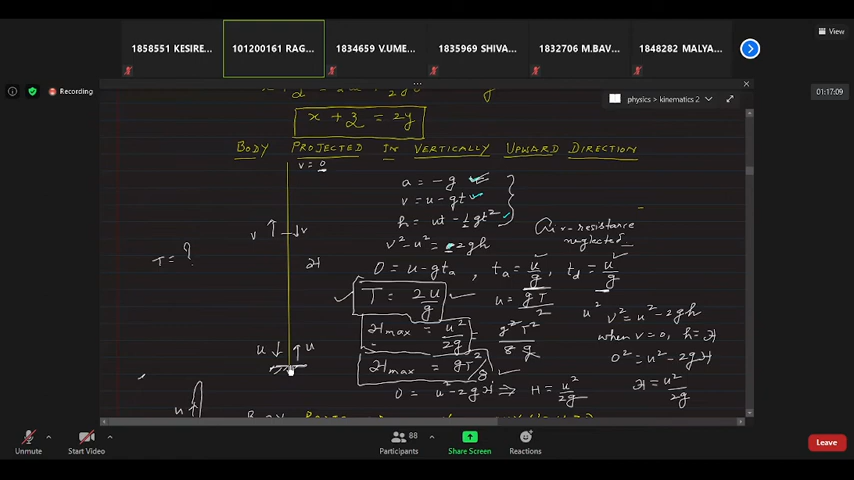 View
1858551 KESIRE...
101200161 RAG...
1834659 V.UME...
1835969 SHIVA...
1832706 M.BAV...
1848282 MALYA...
Recording
physics > kinematics 2
01:17:09
x + z = 2y
BODY PROJECTED IN VERTICALLY UPWARD DIRECTION
v = 0
a = -g
v = u - gt
h = ut - 1/2 gt²
v² - u² = -2gh
Air-resistance
neglected
v v
T = ?
H
0 = u - gta , ta = u/g , td = u/g
T = 2u/g
u = gT/2
Hmax = u²/2g = g²T²/8g
Hmax = gT²/8
0 = u² - 2gH ⇒ H = u²/2g
u²
v² = u² - 2gh
when v=0, h=H
0² = u² - 2gH
H = u²/2g
u u
u
Unmute
Start Video
88
Participants
Share Screen
Reactions
Leave